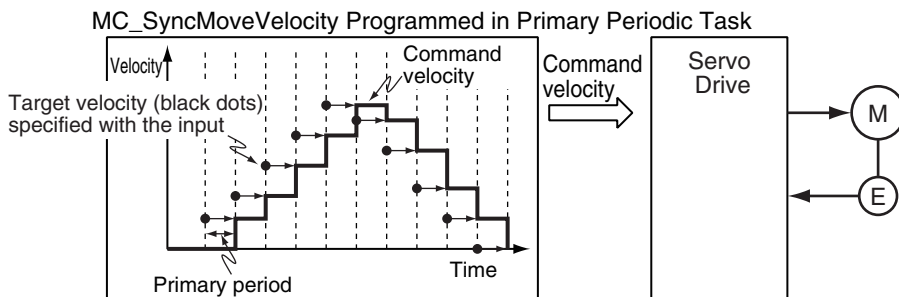 MC_SyncMoveVelocity Programmed in Primary Periodic Task
Velocity
Command
velocity
Target velocity (black dots)
specified with the input
Primary period
Time
Command
velocity
Servo
Drive
M
E